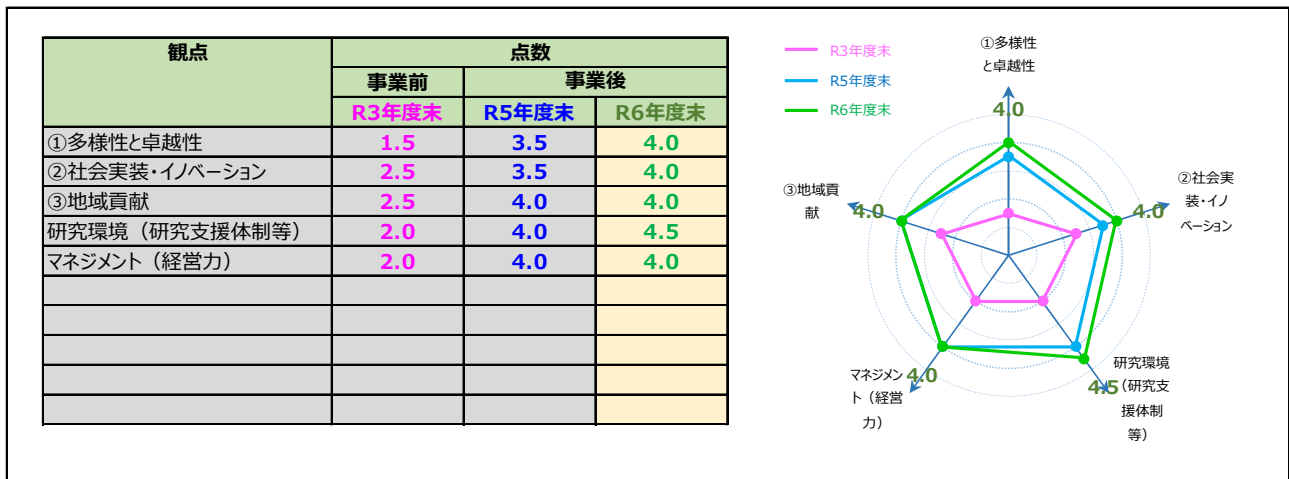 観点 点数
事業前 事業後
R3年度末 R5年度末 R6年度末
①多様性と卓越性 1.5 3.5 4.0
②社会実装・イノベーション 2.5 3.5 4.0
③地域貢献 2.5 4.0 4.0
研究環境（研究支援体制等） 2.0 4.0 4.5
マネジメント（経営力） 2.0 4.0 4.0
R3年度末
R5年度末
R6年度末
①多様性
と卓越性
4.0
②社会実
装・イノ
ベーション
4.0
研究環境
（研究支
援体制
等）
4.5
マネジメン
ト（経営
力）
4.0
③地域貢
献
4.0